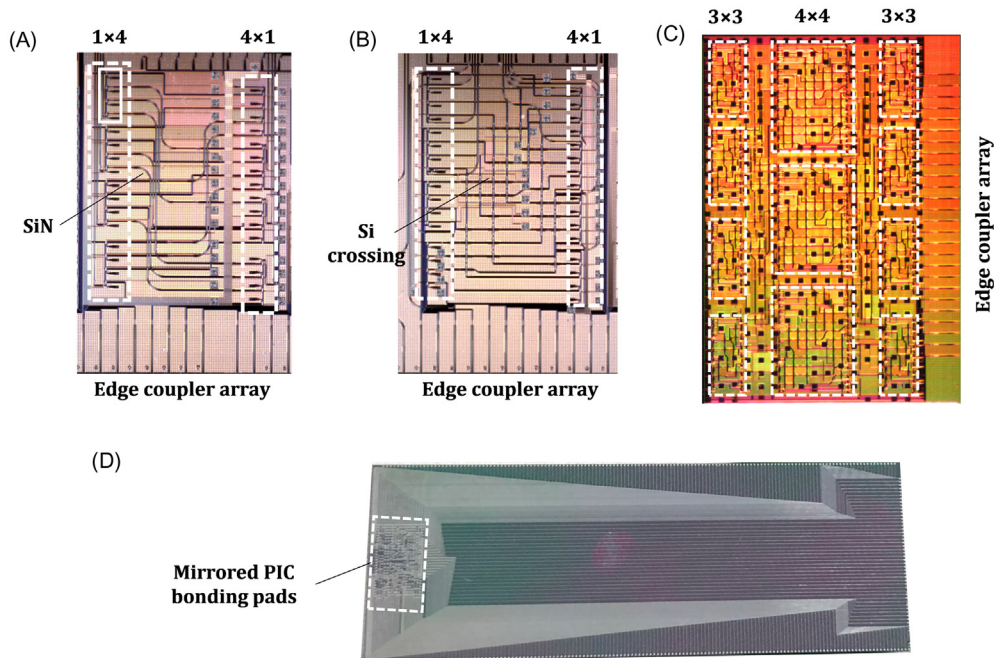 (A)
1×4
4×1
SiN
Edge coupler array
(B)
1×4
4×1
Si
crossing
Edge coupler array
(C)
3×3
4×4
3×3
Edge coupler array
(D)
Mirrored PIC
bonding pads